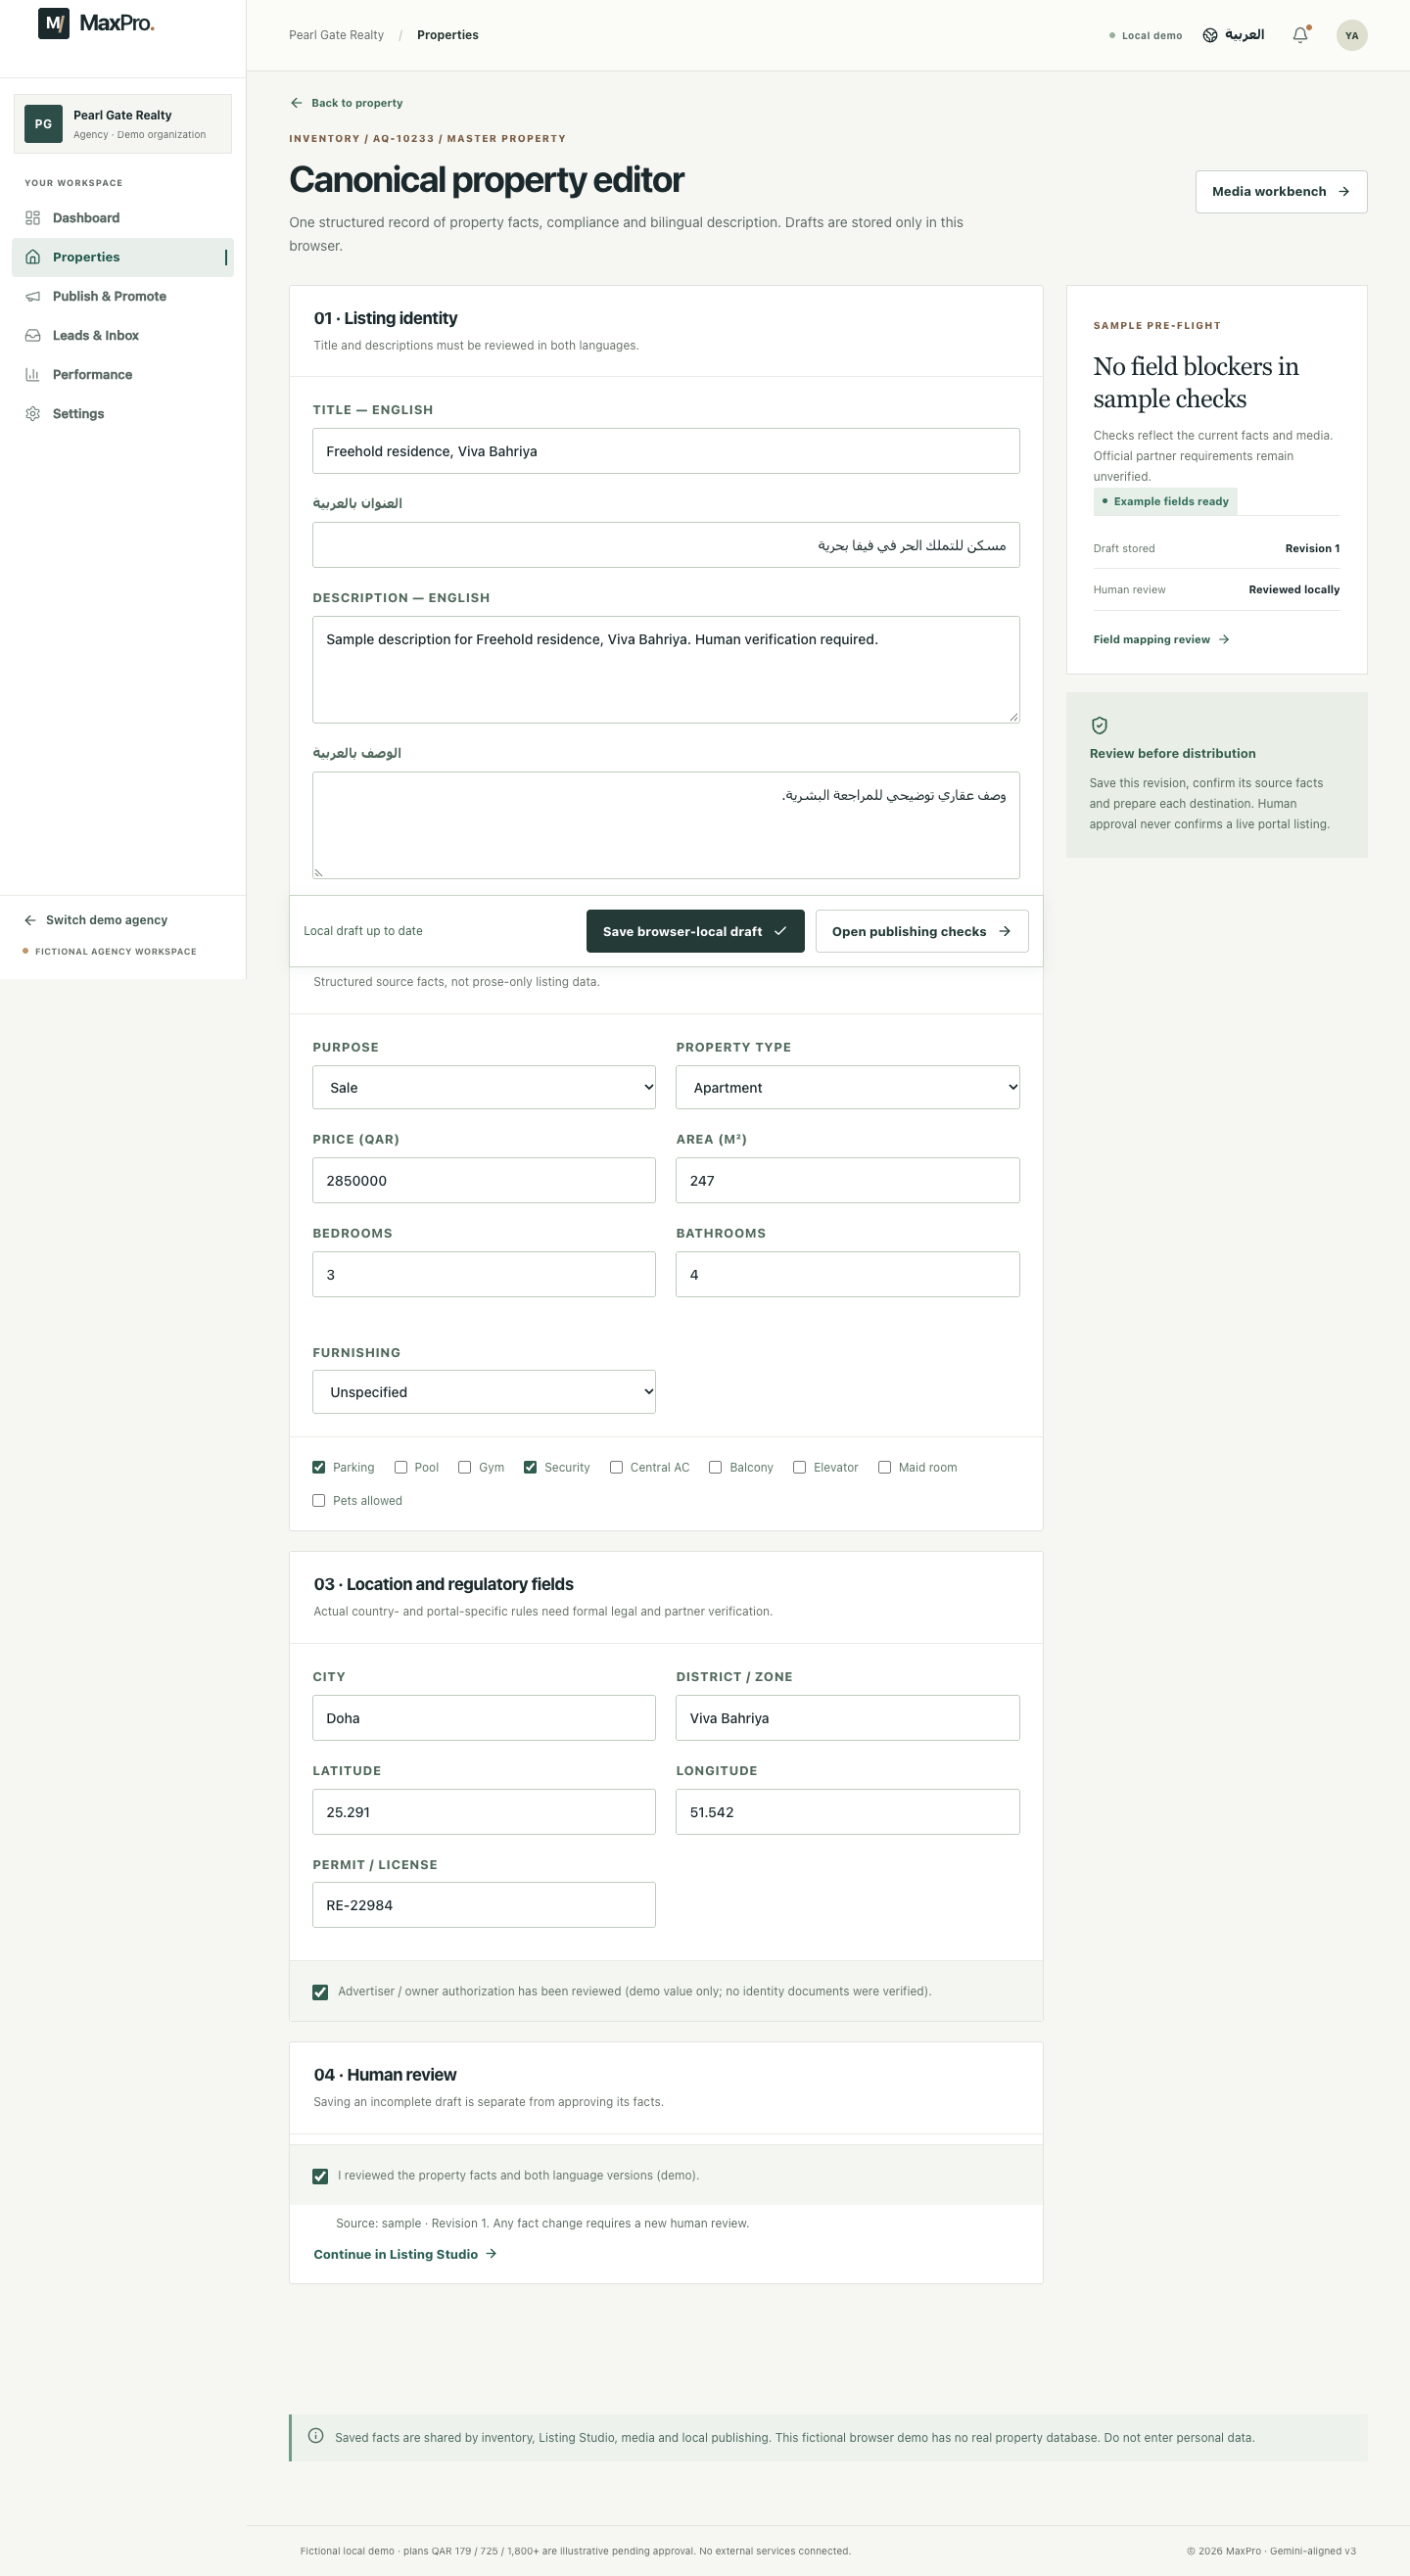 M/ MaxPro.
PG
Pearl Gate Realty
Agency · Demo organization
YOUR WORKSPACE
Dashboard
Properties
Publish & Promote
Leads & Inbox
Performance
Settings
Switch demo agency
FICTIONAL AGENCY WORKSPACE
Pearl Gate Realty / Properties
Local demo
العربية
YA
Back to property
INVENTORY / AQ-10233 / MASTER PROPERTY
Canonical property editor
One structured record of property facts, compliance and bilingual description. Drafts are stored only in this
browser.
Media workbench
01 · Listing identity
Title and descriptions must be reviewed in both languages.
TITLE — ENGLISH
Freehold residence, Viva Bahriya
العنوان بالعربية
مسكن للتملك الحر في فيفا بحرية
DESCRIPTION — ENGLISH
Sample description for Freehold residence, Viva Bahriya. Human verification required.
الوصف بالعربية
وصف عقاري توضيحي للمراجعة البشرية.
Local draft up to date
Save browser-local draft
Open publishing checks
Structured source facts, not prose-only listing data.
PURPOSE
Sale
PROPERTY TYPE
Apartment
PRICE (QAR)
2850000
AREA (M²)
247
BEDROOMS
3
BATHROOMS
4
FURNISHING
Unspecified
Parking Pool Gym Security Central AC Balcony Elevator Maid room
Pets allowed
03 · Location and regulatory fields
Actual country- and portal-specific rules need formal legal and partner verification.
CITY
Doha
DISTRICT / ZONE
Viva Bahriya
LATITUDE
25.291
LONGITUDE
51.542
PERMIT / LICENSE
RE-22984
Advertiser / owner authorization has been reviewed (demo value only; no identity documents were verified).
04 · Human review
Saving an incomplete draft is separate from approving its facts.
I reviewed the property facts and both language versions (demo).
Source: sample · Revision 1. Any fact change requires a new human review.
Continue in Listing Studio
SAMPLE PRE-FLIGHT
No field blockers in
sample checks
Checks reflect the current facts and media.
Official partner requirements remain
unverified.
Example fields ready
Draft stored Revision 1
Human review Reviewed locally
Field mapping review
Review before distribution
Save this revision, confirm its source facts
and prepare each destination. Human
approval never confirms a live portal listing.
Saved facts are shared by inventory, Listing Studio, media and local publishing. This fictional browser demo has no real property database. Do not enter personal data.
Fictional local demo · plans QAR 179 / 725 / 1,800+ are illustrative pending approval. No external services connected.
© 2026 MaxPro · Gemini-aligned v3